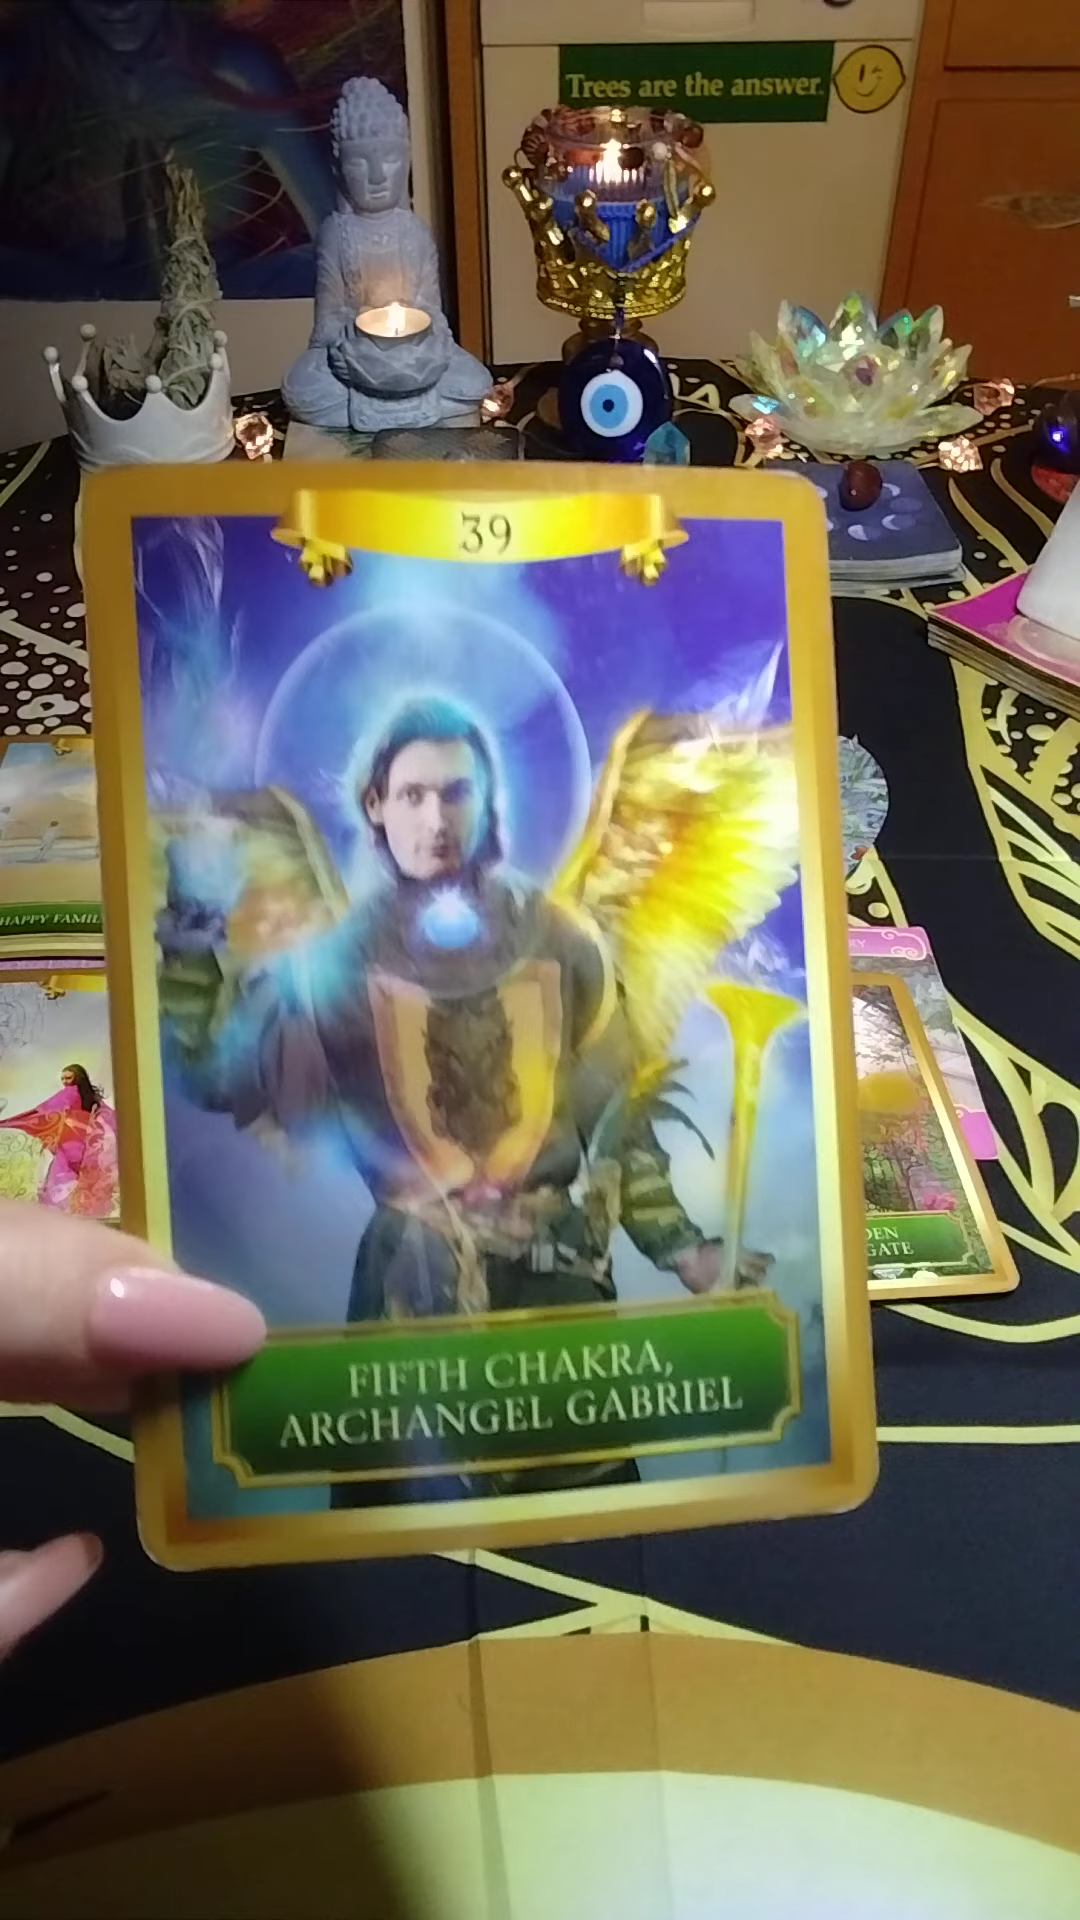 Trees are the answer.
39
HAPPY FAMIL
DEN
GATE
FIFTH CHAKRA,
ARCHANGEL GABRIEL